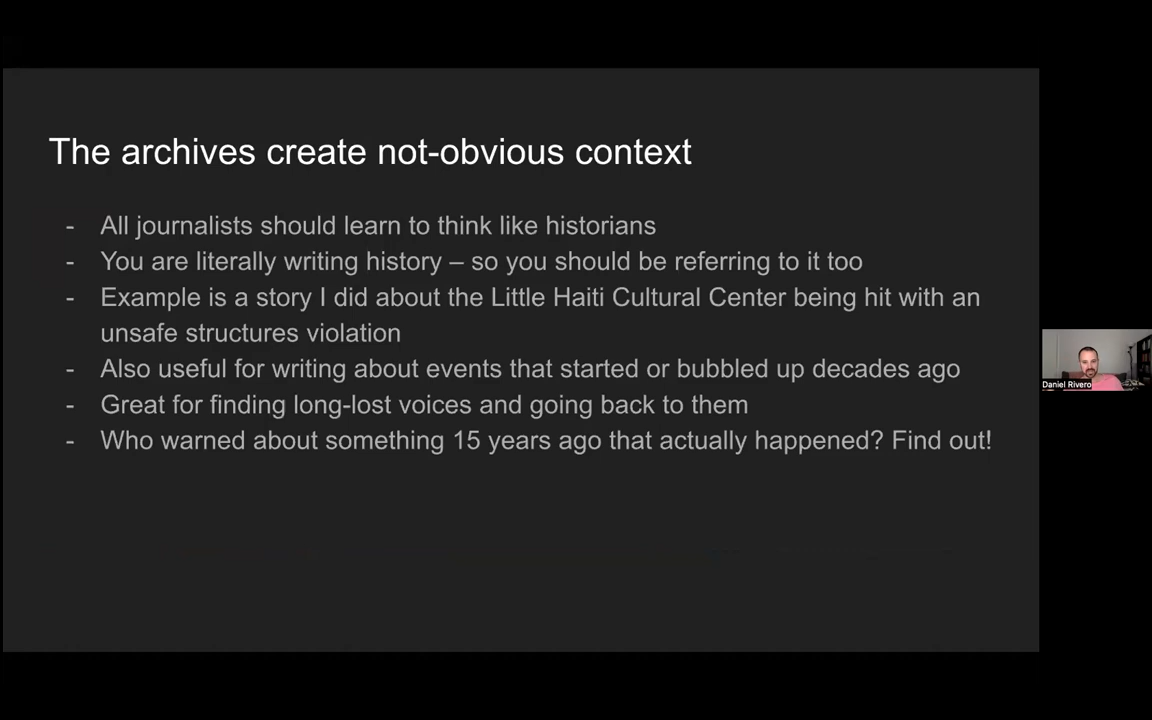 The archives create not-obvious context
- All journalists should learn to think like historians
- You are literally writing history – so you should be referring to it too
- Example is a story I did about the Little Haiti Cultural Center being hit with an
unsafe structures violation
- Also useful for writing about events that started or bubbled up decades ago
- Great for finding long-lost voices and going back to them
- Who warned about something 15 years ago that actually happened? Find out!
Daniel Rivero